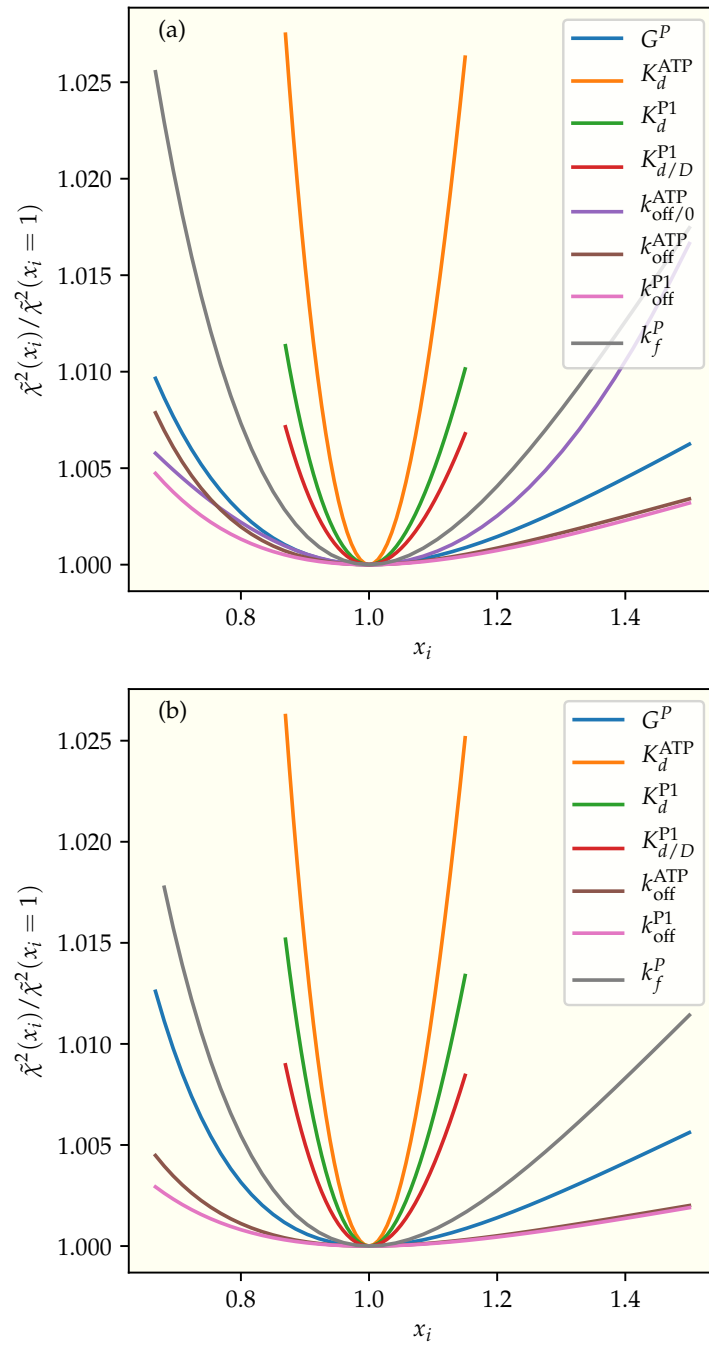 (a)
G^P
K_d^ATP
K_d^P1
K_{d/D}^P1
k_{off/0}^ATP
k_off^ATP
k_off^P1
k_f^P
1.025
1.020
1.015
1.010
1.005
1.000
χ̃²(x_i)/χ̃²(x_i = 1)
0.8 1.0 1.2 1.4
x_i
(b)
G^P
K_d^ATP
K_d^P1
K_{d/D}^P1
k_off^ATP
k_off^P1
k_f^P
1.025
1.020
1.015
1.010
1.005
1.000
χ̃²(x_i)/χ̃²(x_i = 1)
0.8 1.0 1.2 1.4
x_i